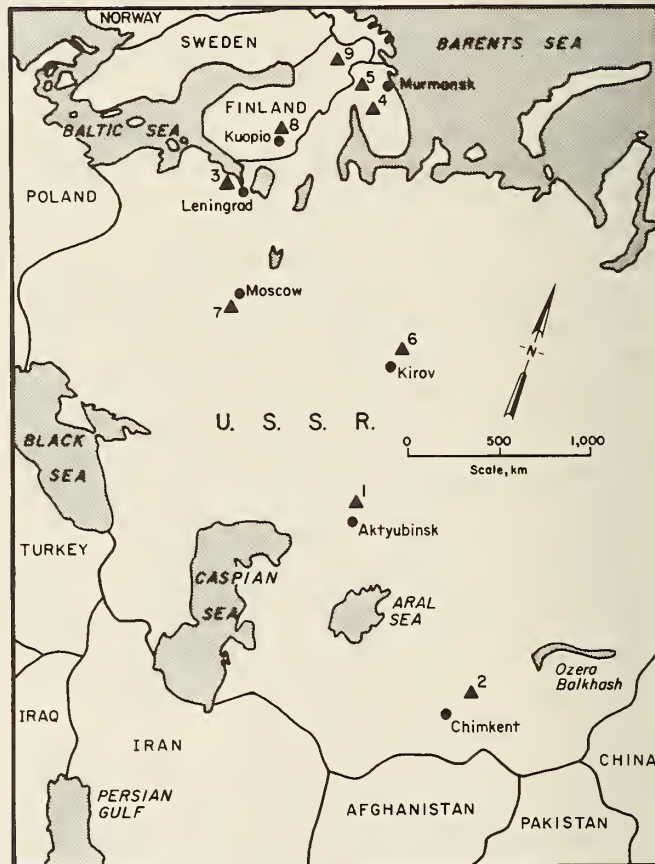 NORWAY
SWEDEN
BARENTS SEA
9
5
Murmansk
4
FINLAND
8
BALTIC SEA
Kuopio
3
POLAND
Leningrad
Moscow
7
6
Kirov
N
U. S. S. R.
BLACK
SEA
0 500 1,000
Scale, km
1
Aktyubinsk
TURKEY
CASPIAN
SEA
ARAL
SEA
Ozera
Balkhash
2
Chimkent
IRAQ
IRAN
CHINA
PERSIAN
GULF
AFGHANISTAN
PAKISTAN